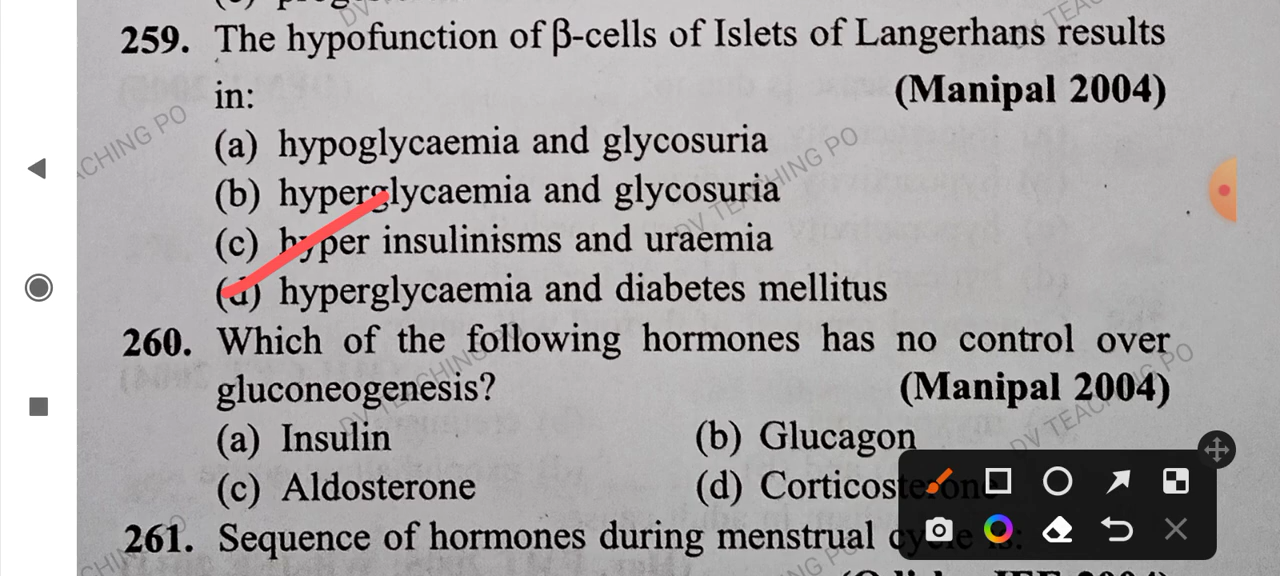 259. The hypofunction of β-cells of Islets of Langerhans results
in: (Manipal 2004)
(a) hypoglycaemia and glycosuria
(b) hyperglycaemia and glycosuria
(c) hyper insulinisms and uraemia
(d) hyperglycaemia and diabetes mellitus
260. Which of the following hormones has no control over
gluconeogenesis? (Manipal 2004)
(a) Insulin (b) Glucagon
(c) Aldosterone (d) Corticosterone
261. Sequence of hormones during menstrual cycle is: